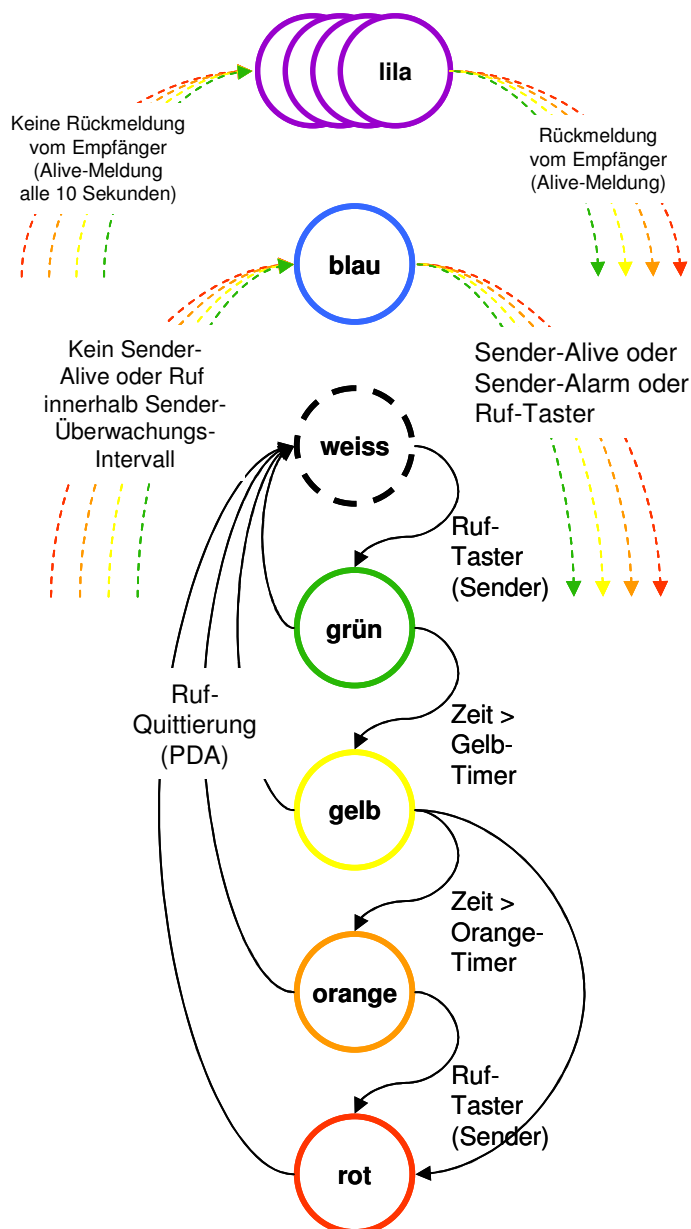 lila
Keine Rückmeldung
vom Empfänger
(Alive-Meldung
alle 10 Sekunden)
Rückmeldung
vom Empfänger
(Alive-Meldung)
blau
Kein Sender-
Alive oder Ruf
innerhalb Sender-
Überwachungs-
Intervall
Sender-Alive oder
Sender-Alarm oder
Ruf-Taster
weiss
Ruf-
Taster
(Sender)
grün
Ruf-
Quittierung
(PDA)
Zeit >
Gelb-
Timer
gelb
Zeit >
Orange-
Timer
orange
Ruf-
Taster
(Sender)
rot